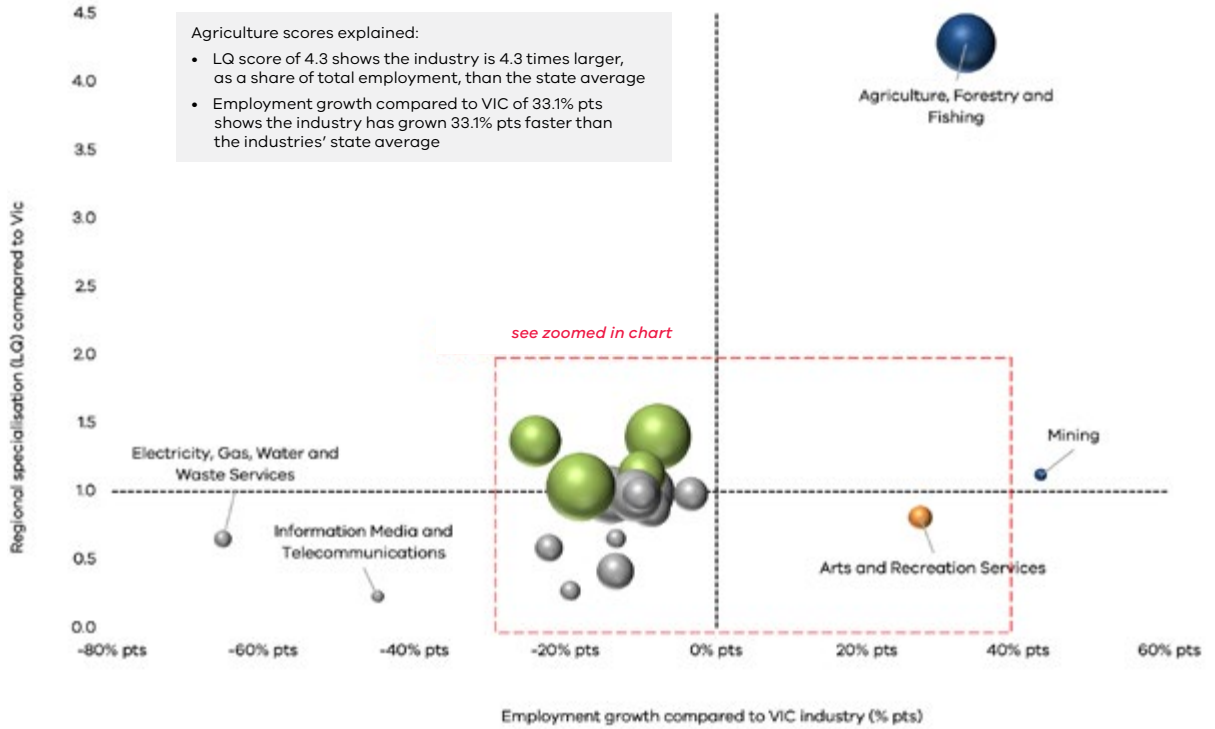 4.5
Agriculture scores explained:
• LQ score of 4.3 shows the industry is 4.3 times larger,
as a share of total employment, than the state average
• Employment growth compared to VIC of 33.1% pts
shows the industry has grown 33.1% pts faster than
the industries' state average
4.0
Agriculture, Forestry and
Fishing
3.5
3.0
2.5
see zoomed in chart
2.0
1.5
Mining
Electricity, Gas, Water and
Waste Services
1.0
Information Media and
Telecommunications
0.5
Arts and Recreation Services
0.0
Regional specialisation (LQ) compared to Vic
-80% pts
-60% pts
-40% pts
-20% pts
0% pts
20% pts
40% pts
60% pts
Employment growth compared to VIC industry (% pts)